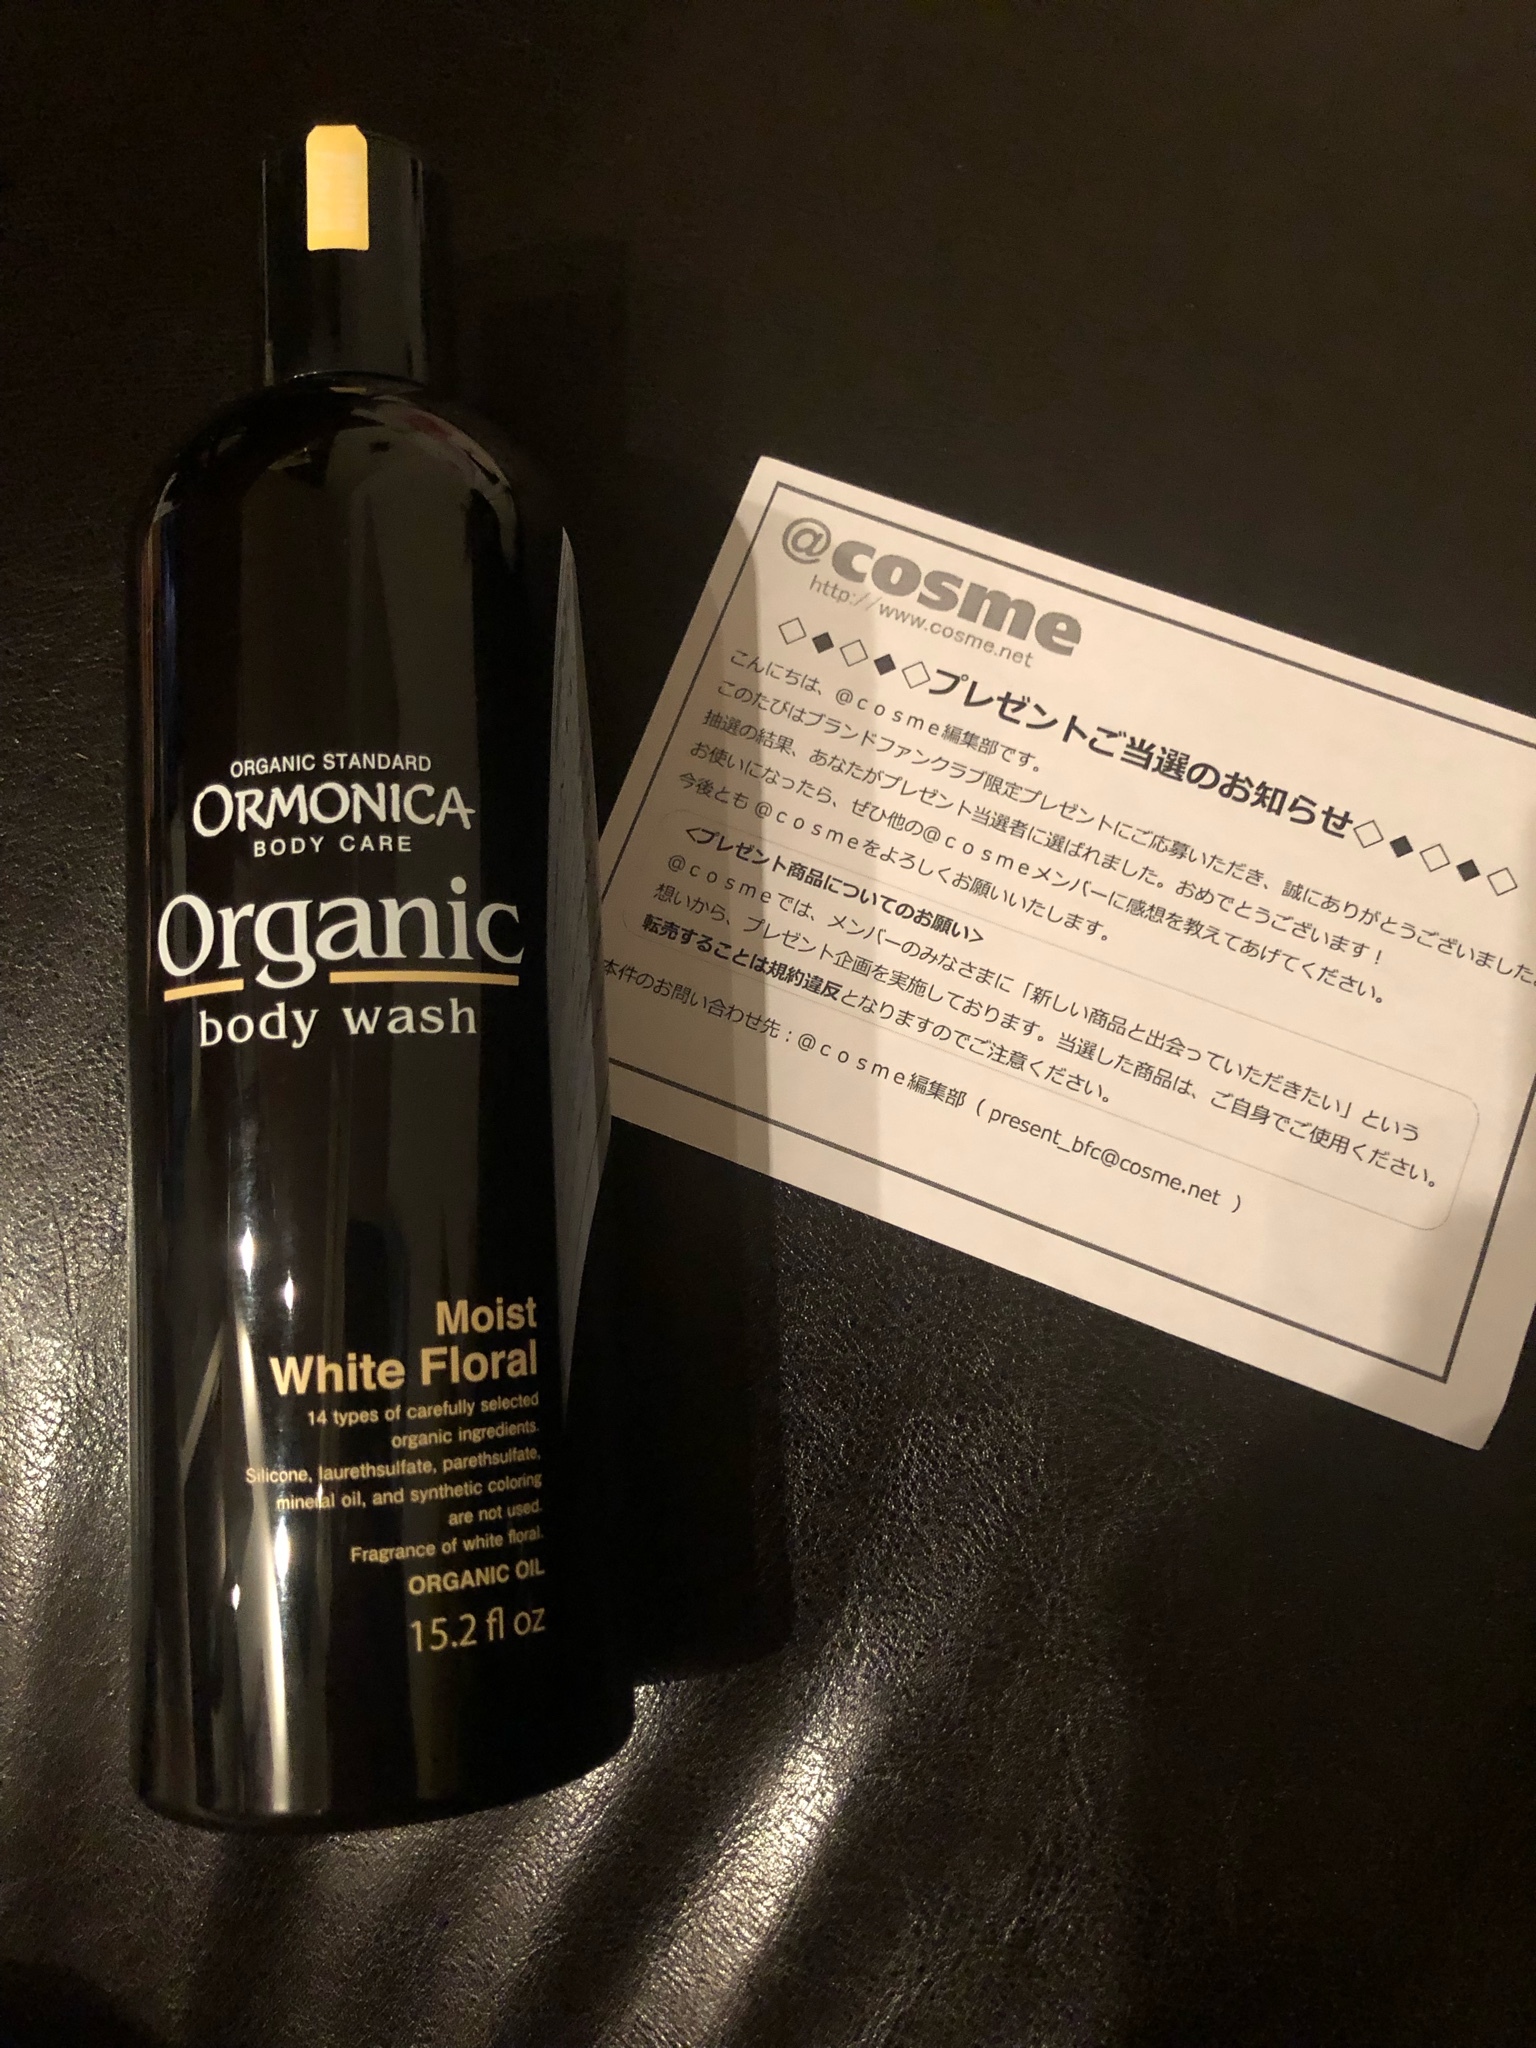 ORGANIC STANDARD
ORMONICA
BODY CARE
Organic
body wash
Moist
White Floral
14 types of carefully selected
organic ingredients.
Silicone, laurethsulfate, parethsulfate,
mineral oil, and synthetic coloring
are not used.
Fragrance of white floral.
ORGANIC OIL
15.2 fl oz
@cosme
http://www.cosme.net
◇◆◇◆◇プレゼントご当選のお知らせ◇◆◇◆◇
こんにちは、@cosme編集部です。
このたびはブランドファンクラブ限定プレゼントにご応募いただき、誠にありがとうございました。
抽選の結果、あなたがプレゼント当選者に選ばれました。おめでとうございます！
お使いになったら、ぜひ他の@cosmeメンバーに感想を教えてあげてください。
今後とも@cosmeをよろしくお願いいたします。
<プレゼント商品についてのお願い>
@cosmeでは、メンバーのみなさまに「新しい商品と出会っていただきたい」という
想いから、プレゼント企画を実施しております。当選した商品は、ご自身でご使用ください。
転売することは規約違反となりますのでご注意ください。
本件のお問い合わせ先：@cosme編集部（ present_bfc@cosme.net ）